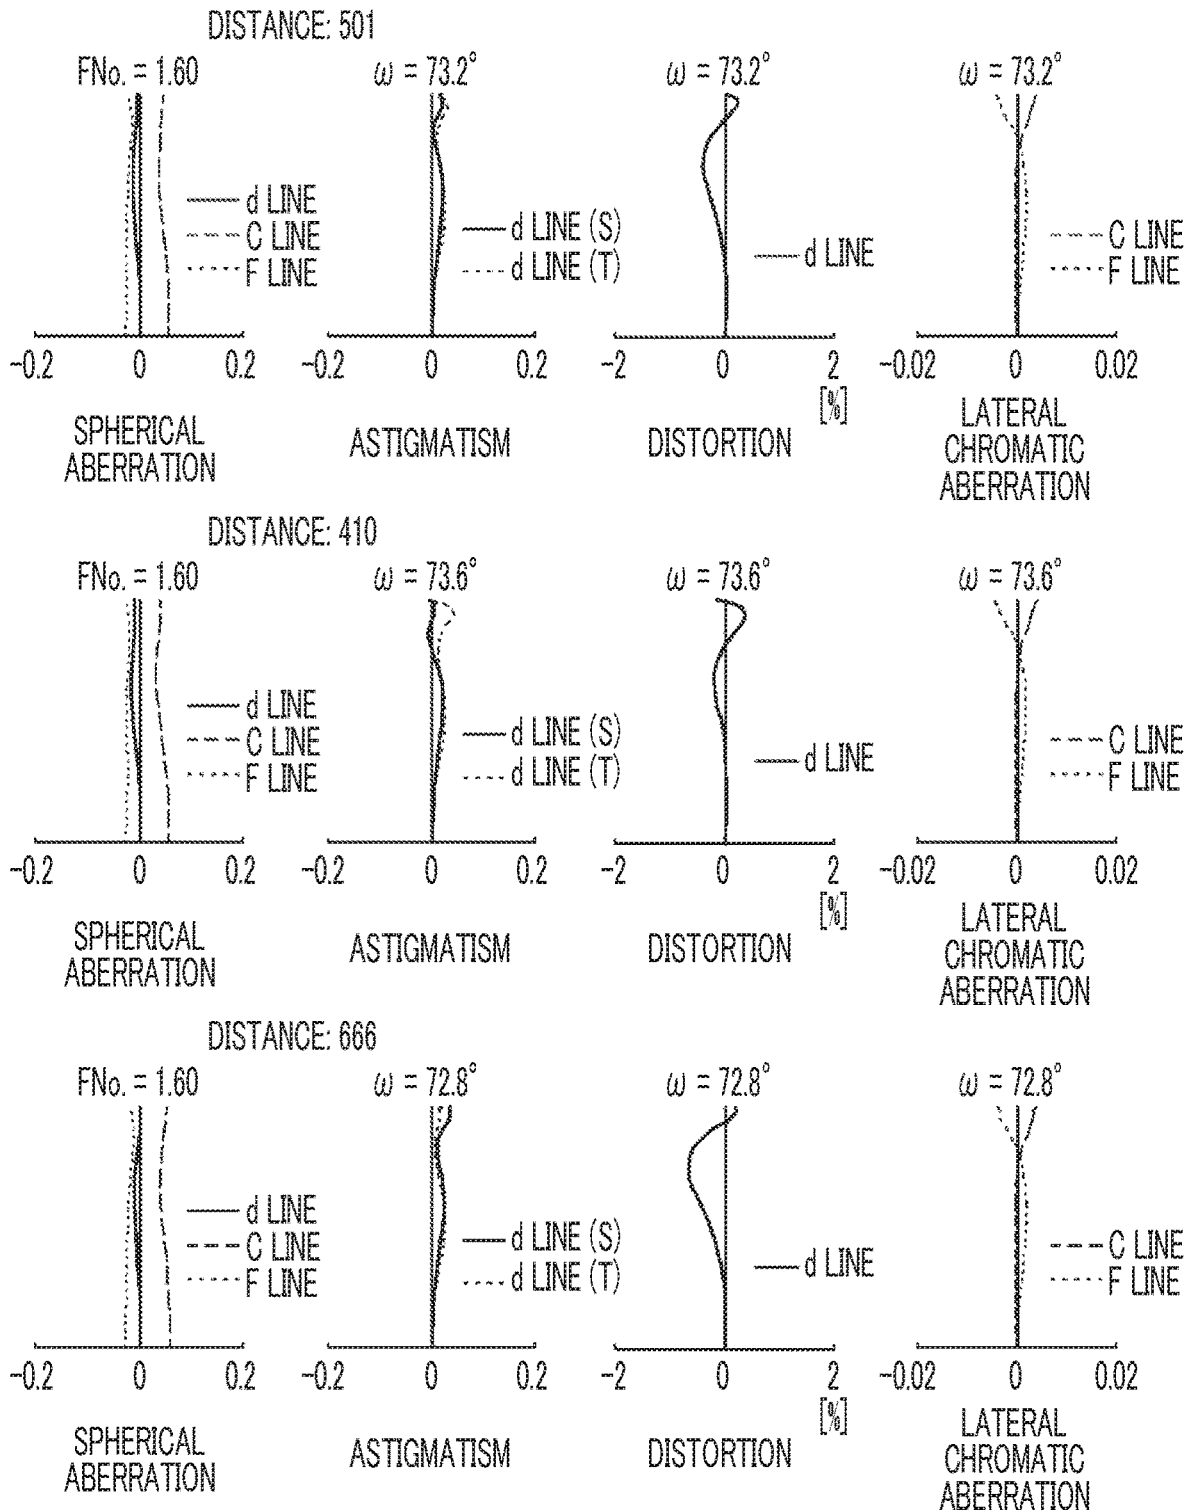 DISTANCE: 501
FNo. = 1.60
ω = 73.2°
ω = 73.2°
ω = 73.2°
d LINE
C LINE
F LINE
d LINE (S)
d LINE (T)
d LINE
C LINE
F LINE
−0.2 0 0.2
−0.2 0 0.2
−2 0 2
[%]
−0.02 0 0.02
SPHERICAL
ABERRATION
ASTIGMATISM
DISTORTION
LATERAL
CHROMATIC
ABERRATION
DISTANCE: 410
FNo. = 1.60
ω = 73.6°
ω = 73.6°
ω = 73.6°
d LINE
C LINE
F LINE
d LINE (S)
d LINE (T)
d LINE
C LINE
F LINE
−0.2 0 0.2
−0.2 0 0.2
−2 0 2
[%]
−0.02 0 0.02
SPHERICAL
ABERRATION
ASTIGMATISM
DISTORTION
LATERAL
CHROMATIC
ABERRATION
DISTANCE: 666
FNo. = 1.60
ω = 72.8°
ω = 72.8°
ω = 72.8°
d LINE
C LINE
F LINE
d LINE (S)
d LINE (T)
d LINE
C LINE
F LINE
−0.2 0 0.2
−0.2 0 0.2
−2 0 2
[%]
−0.02 0 0.02
SPHERICAL
ABERRATION
ASTIGMATISM
DISTORTION
LATERAL
CHROMATIC
ABERRATION